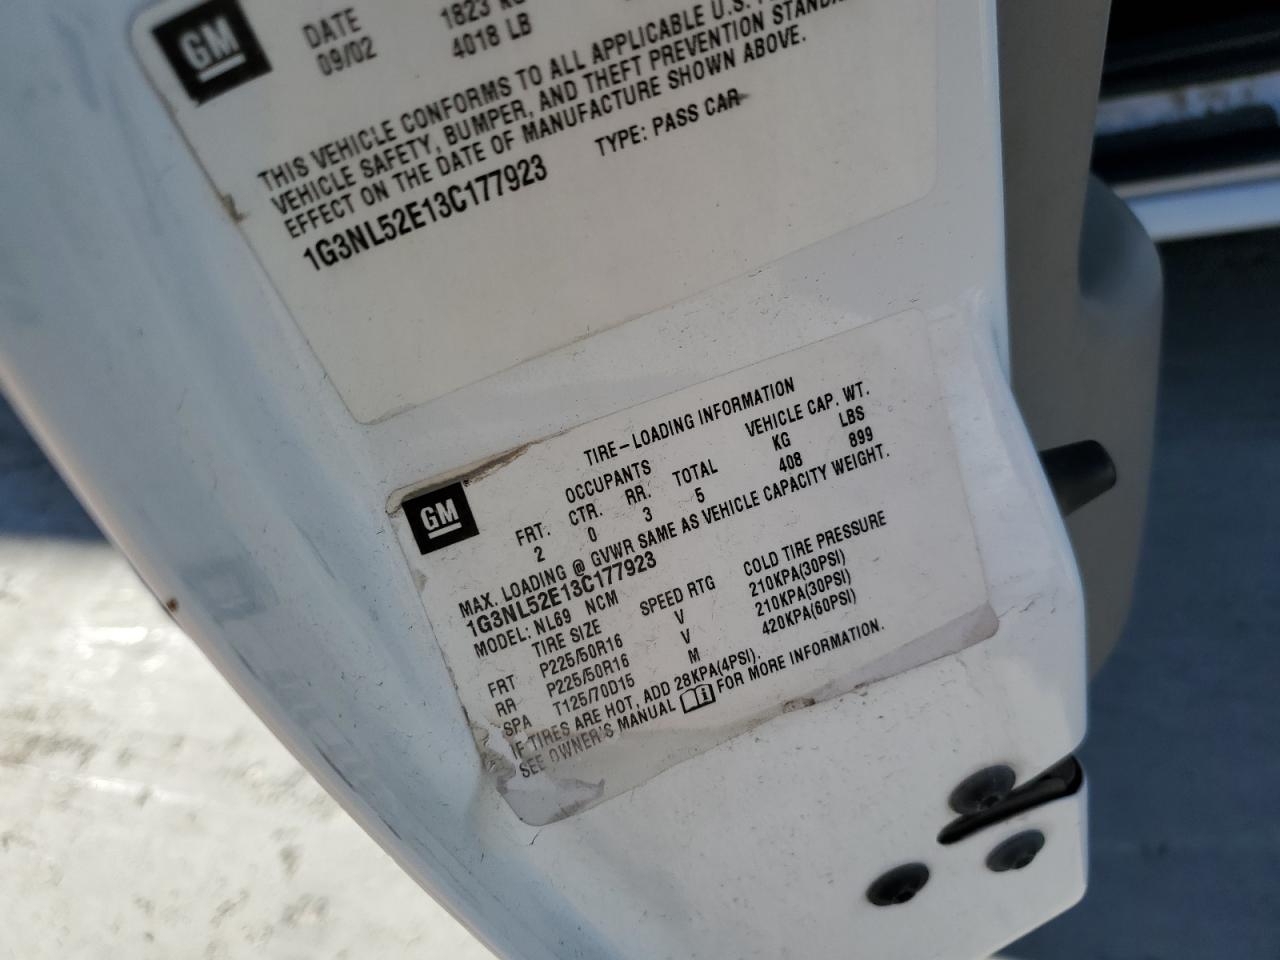 GM
DATE
09/02
1823
4018 LB
THIS VEHICLE CONFORMS TO ALL APPLICABLE U.S.
VEHICLE SAFETY, BUMPER, AND THEFT PREVENTION
EFFECT ON THE DATE OF MANUFACTURE SHOWN ABOVE.
1G3NL52E13C177923 TYPE: PASS CAR
GM
TIRE-LOADING INFORMATION
OCCUPANTS VEHICLE CAP. WT.
FRT. CTR. RR. TOTAL KG LBS
2 0 3 5 408 899
MAX. LOADING @ GVWR SAME AS VEHICLE CAPACITY WEIGHT.
1G3NL52E13C177923
MODEL: NL69 NCM
TIRE SIZE SPEED RTG COLD TIRE PRESSURE
FRT P225/50R16 V 210KPA(30PSI)
RR P225/50R16 V 210KPA(30PSI)
SPA T125/70D15 M 420KPA(60PSI)
IF TIRES ARE HOT, ADD 28KPA(4PSI).
SEE OWNER'S MANUAL FOR MORE INFORMATION.